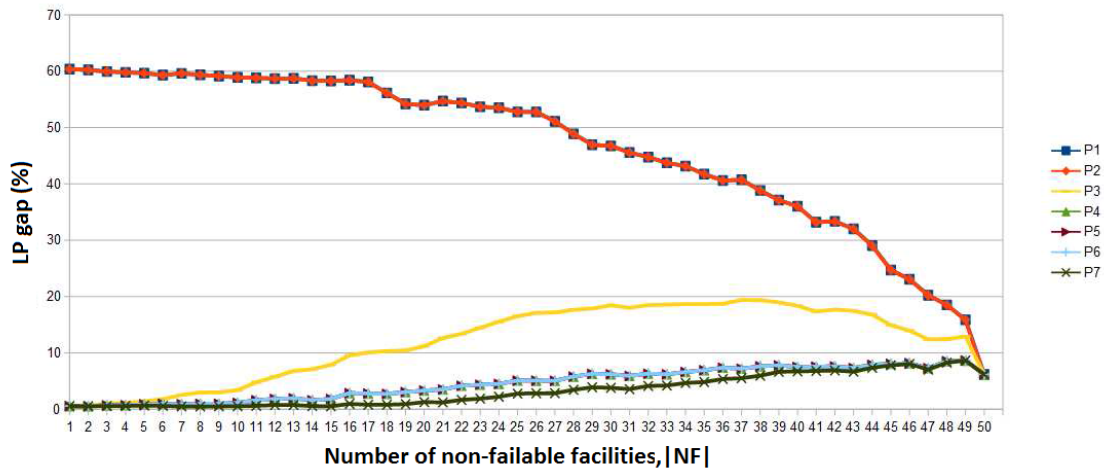 70
60
50
40
30
20
10
0
LP gap (%)
1 2 3 4 5 6 7 8 9 10 11 12 13 14 15 16 17 18 19 20 21 22 23 24 25 26 27 28 29 30 31 32 33 34 35 36 37 38 39 40 41 42 43 44 45 46 47 48 49 50
Number of non-failable facilities,|NF|
P1
P2
P3
P4
P5
P6
P7